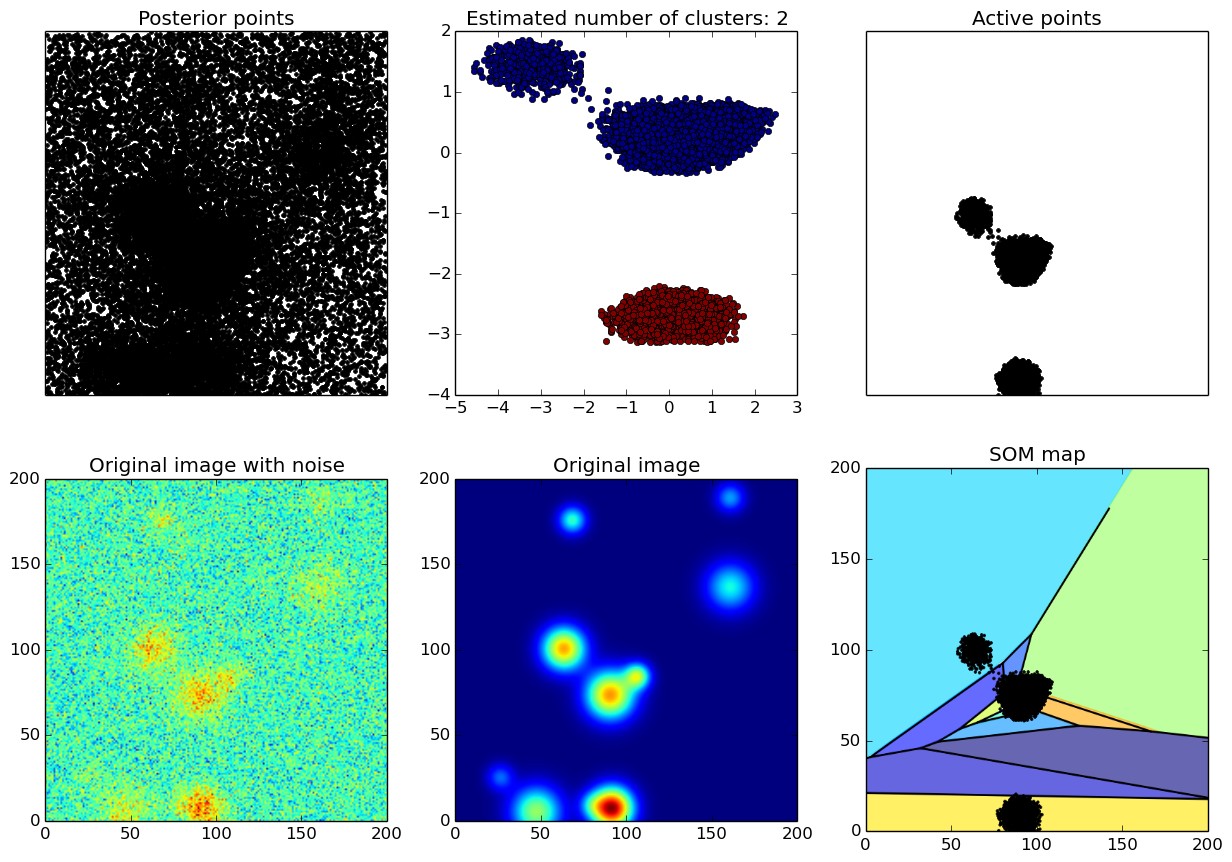 Posterior points
Estimated number of clusters: 2
Active points
2
1
0
−1
−2
−3
−4
−5 −4 −3 −2 −1 0 1 2 3
Original image with noise
Original image
SOM map
200
150
100
50
0
0 50 100 150 200
200
150
100
50
0
0 50 100 150 200
200
150
100
50
0
0 50 100 150 200